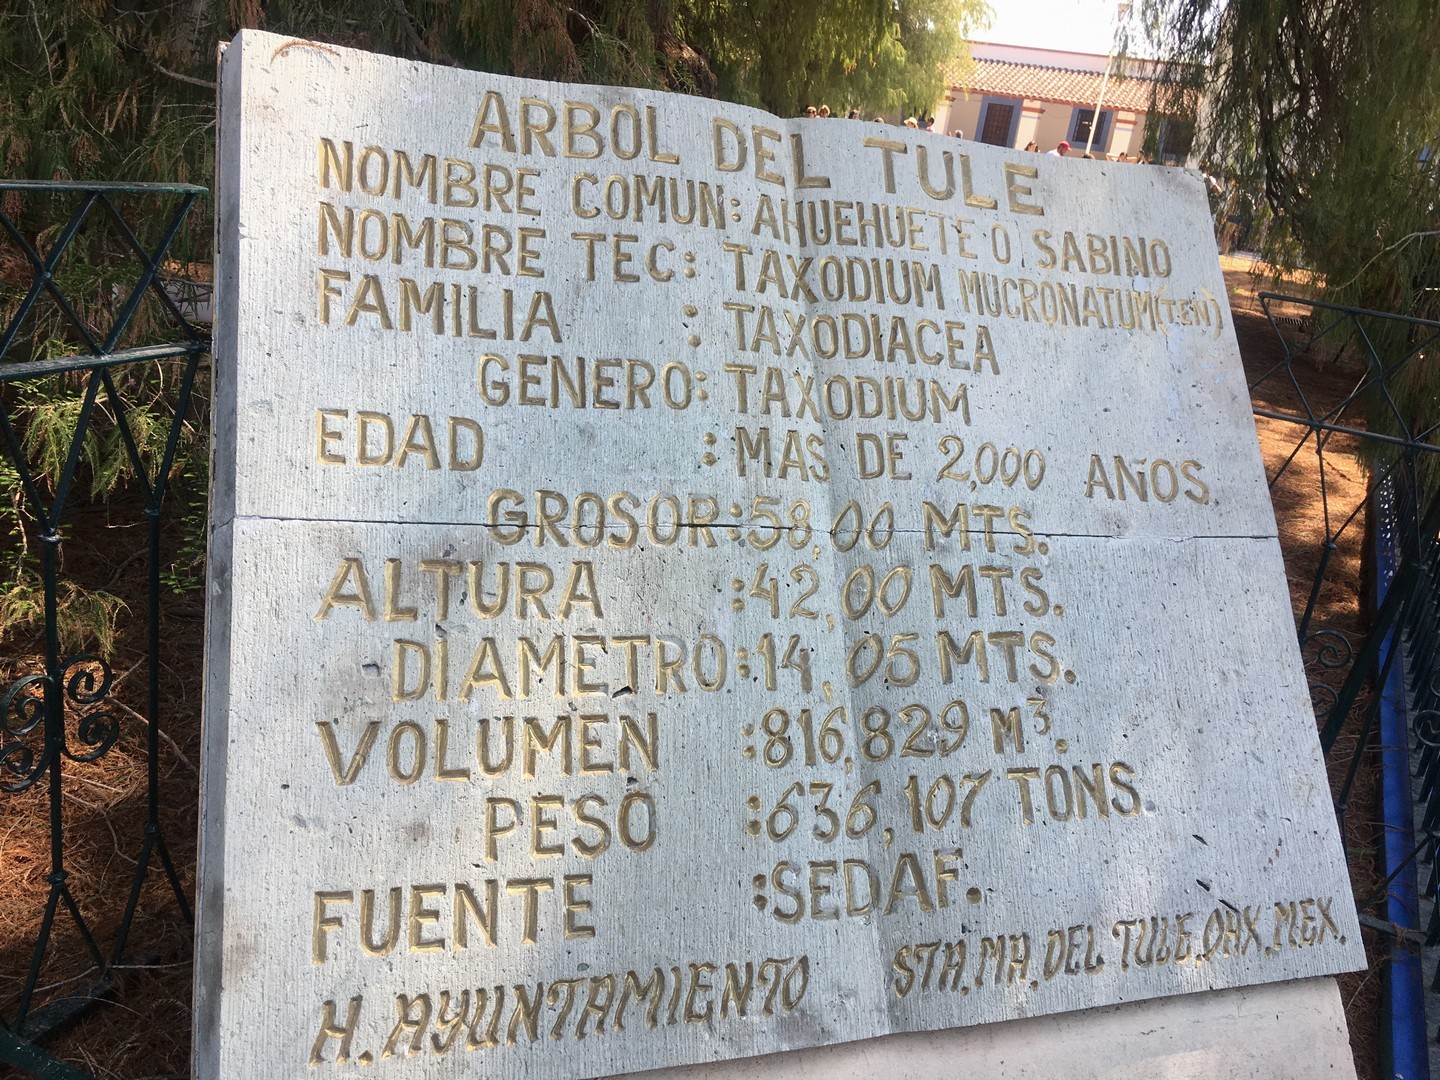 ARBOL DEL TULE
NOMBRE COMUN: AHUEHUETE O SABINO
NOMBRE TEC: TAXODIUM MUCRONATUM(TEN)
FAMILIA : TAXODIACEA
GENERO: TAXODIUM
EDAD : MAS DE 2,000 AÑOS.
GROSOR: 58,00 MTS.
ALTURA : 42,00 MTS.
DIAMETRO: 14,05 MTS.
VOLUMEN : 816,829 M³.
PESO : 636,107 TONS
FUENTE : SEDAF.
H. AYUNTAMIENTO STA. MA. DEL TULE, OAX. MEX.